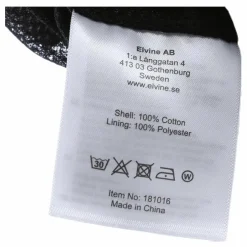 Elvine AB
1:a Långgatan 4
413 03 Gothenburg
Sweden
www.elvine.se
Shell: 100% Cotton
Lining: 100% Polyester
30
W
Item No: 181016
Made in China